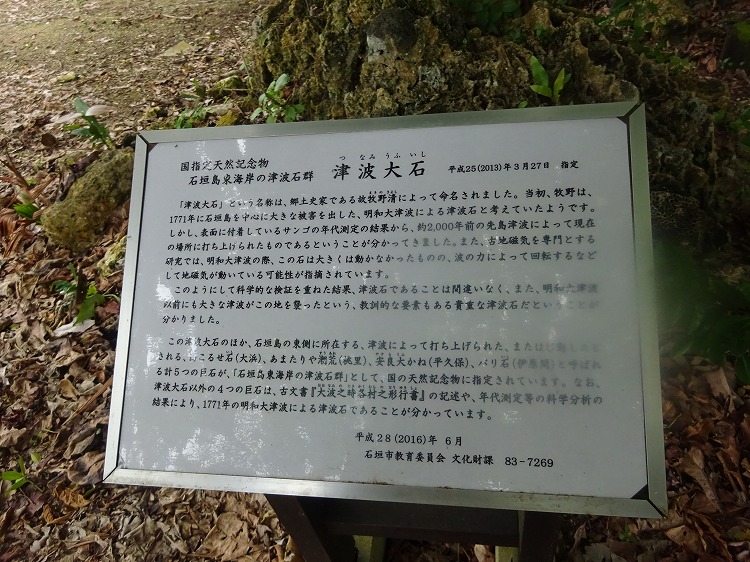 国指定天然記念物
石垣島東海岸の津波石群
つなみうふいし
津波大石
平成25(2013)年3月27日 指定
「津波大石」という名称は、郷土史家である故牧野清によって命名されました。当初、牧野は、
1771年に石垣島を中心に大きな被害を出した、明和大津波による津波石と考えていたようです。
しかし、表面に付着しているサンゴの年代測定の結果から、約2,000年前の先島津波によって現在
の場所に打ち上げられたものであるということが分かってきました。また、古地磁気を専門とする
研究では、明和大津波の際、この石は大きくは動かなかったものの、波の力によって回転するなど
して地磁気が動いている可能性が指摘されています。
このようにして科学的な検証を重ねた結果、津波石であることは間違いなく、また、明和大津波
以前にも大きな津波がこの地を襲ったという、教訓的な要素もある貴重な津波石だということが
分かりました。
この津波大石のほか、石垣島の東側に所在する、津波によって打ち上げられた、または
される、こるせ石(大浜)、あまたりや潮荒(桃里)、安良大かね(平久保)、バリ石(伊原間)と呼ばれ
る計5つの巨石が、「石垣島東海岸の津波石群」として、国の天然記念物に指定されています。なお、
津波大石以外の4つの巨石は、古文書『大波之時各村之形行書』の記述や、年代測定等の科学分析の
結果により、1771年の明和大津波による津波石であることが分かっています。
平成28(2016)年 6月
石垣市教育委員会 文化財課 83-7269